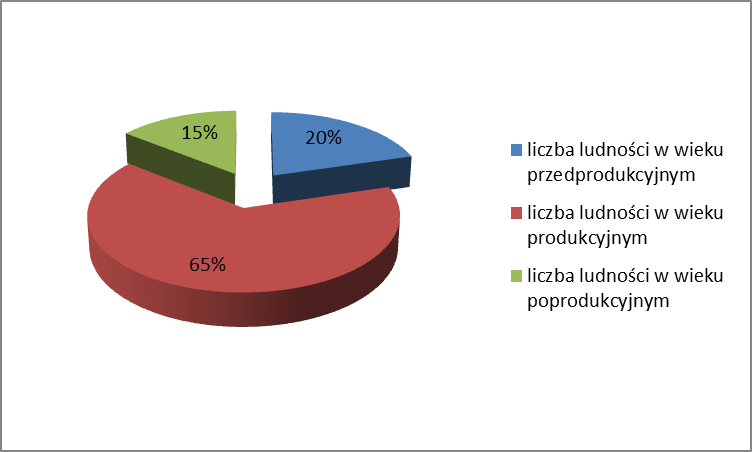 15%
20%
65%
liczba ludności w wieku
przedprodukcyjnym
liczba ludności w wieku
produkcyjnym
liczba ludności w wieku
poprodukcyjnym